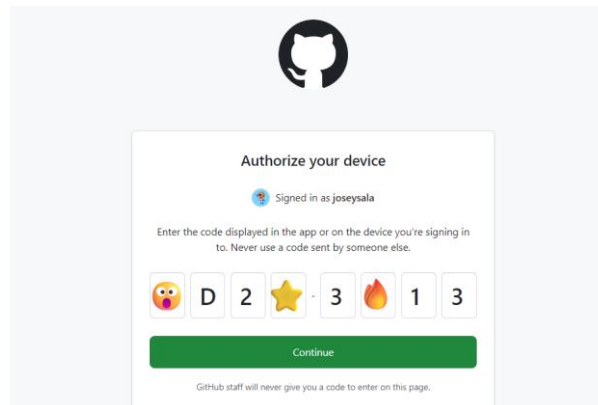 Authorize your device
Signed in as joseysala
Enter the code displayed in the app or on the device you're signing in
to. Never use a code sent by someone else.
😲 D 2 ⭐ - 3 🔥 1 3
Continue
GitHub staff will never give you a code to enter on this page.